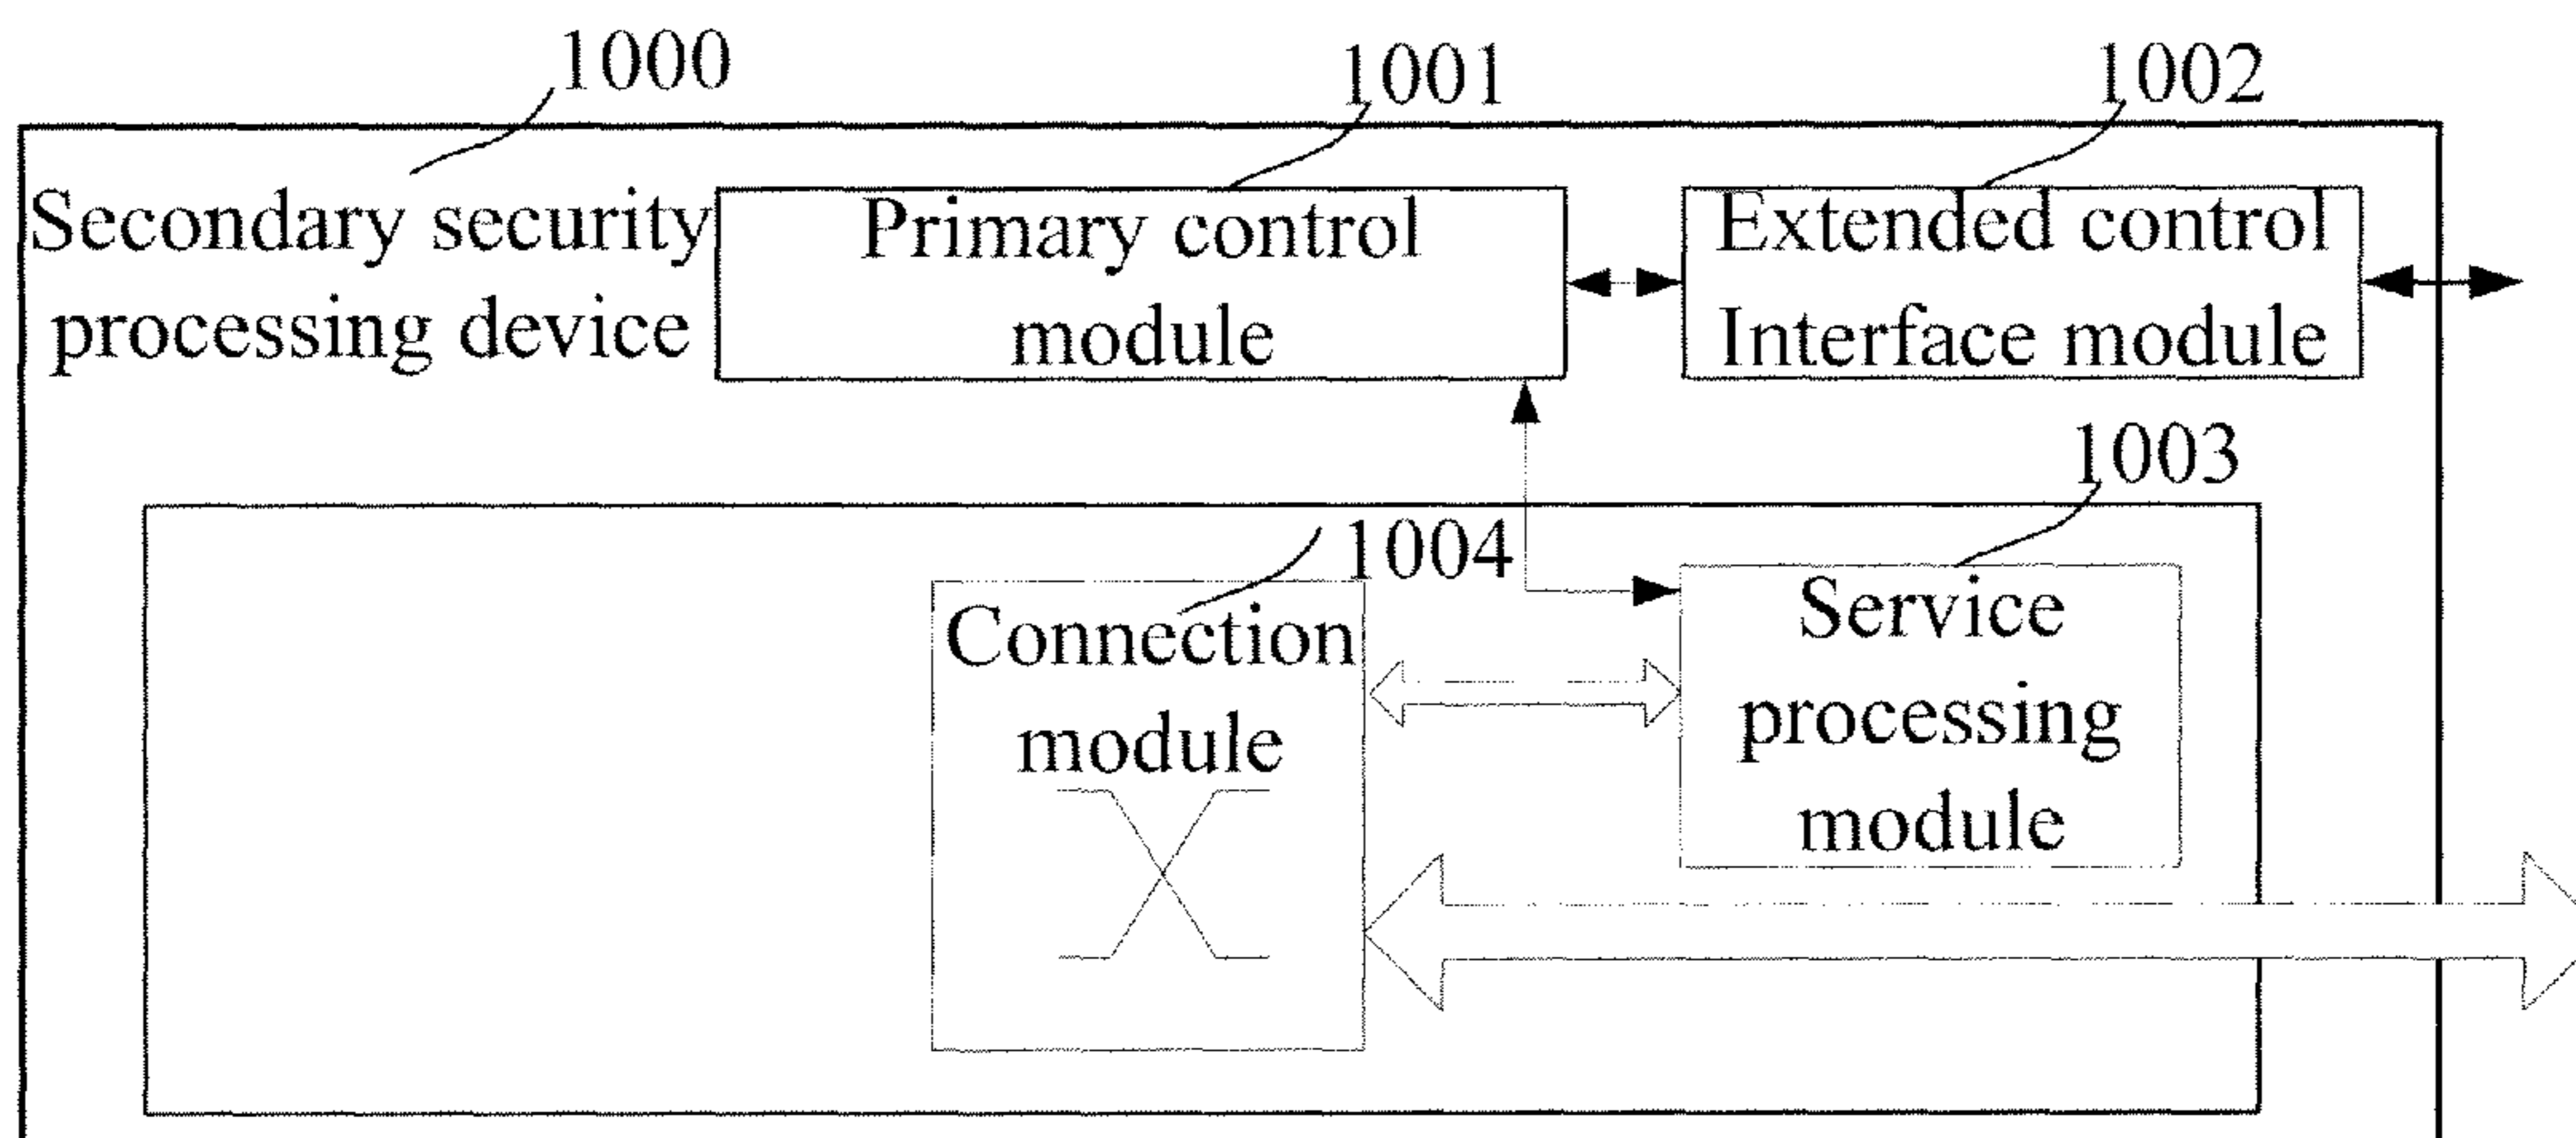 1000
1001
1002
Secondary security
processing device
Primary control
module
Extended control
Interface module
1003
1004
Connection
module
Service
processing
module